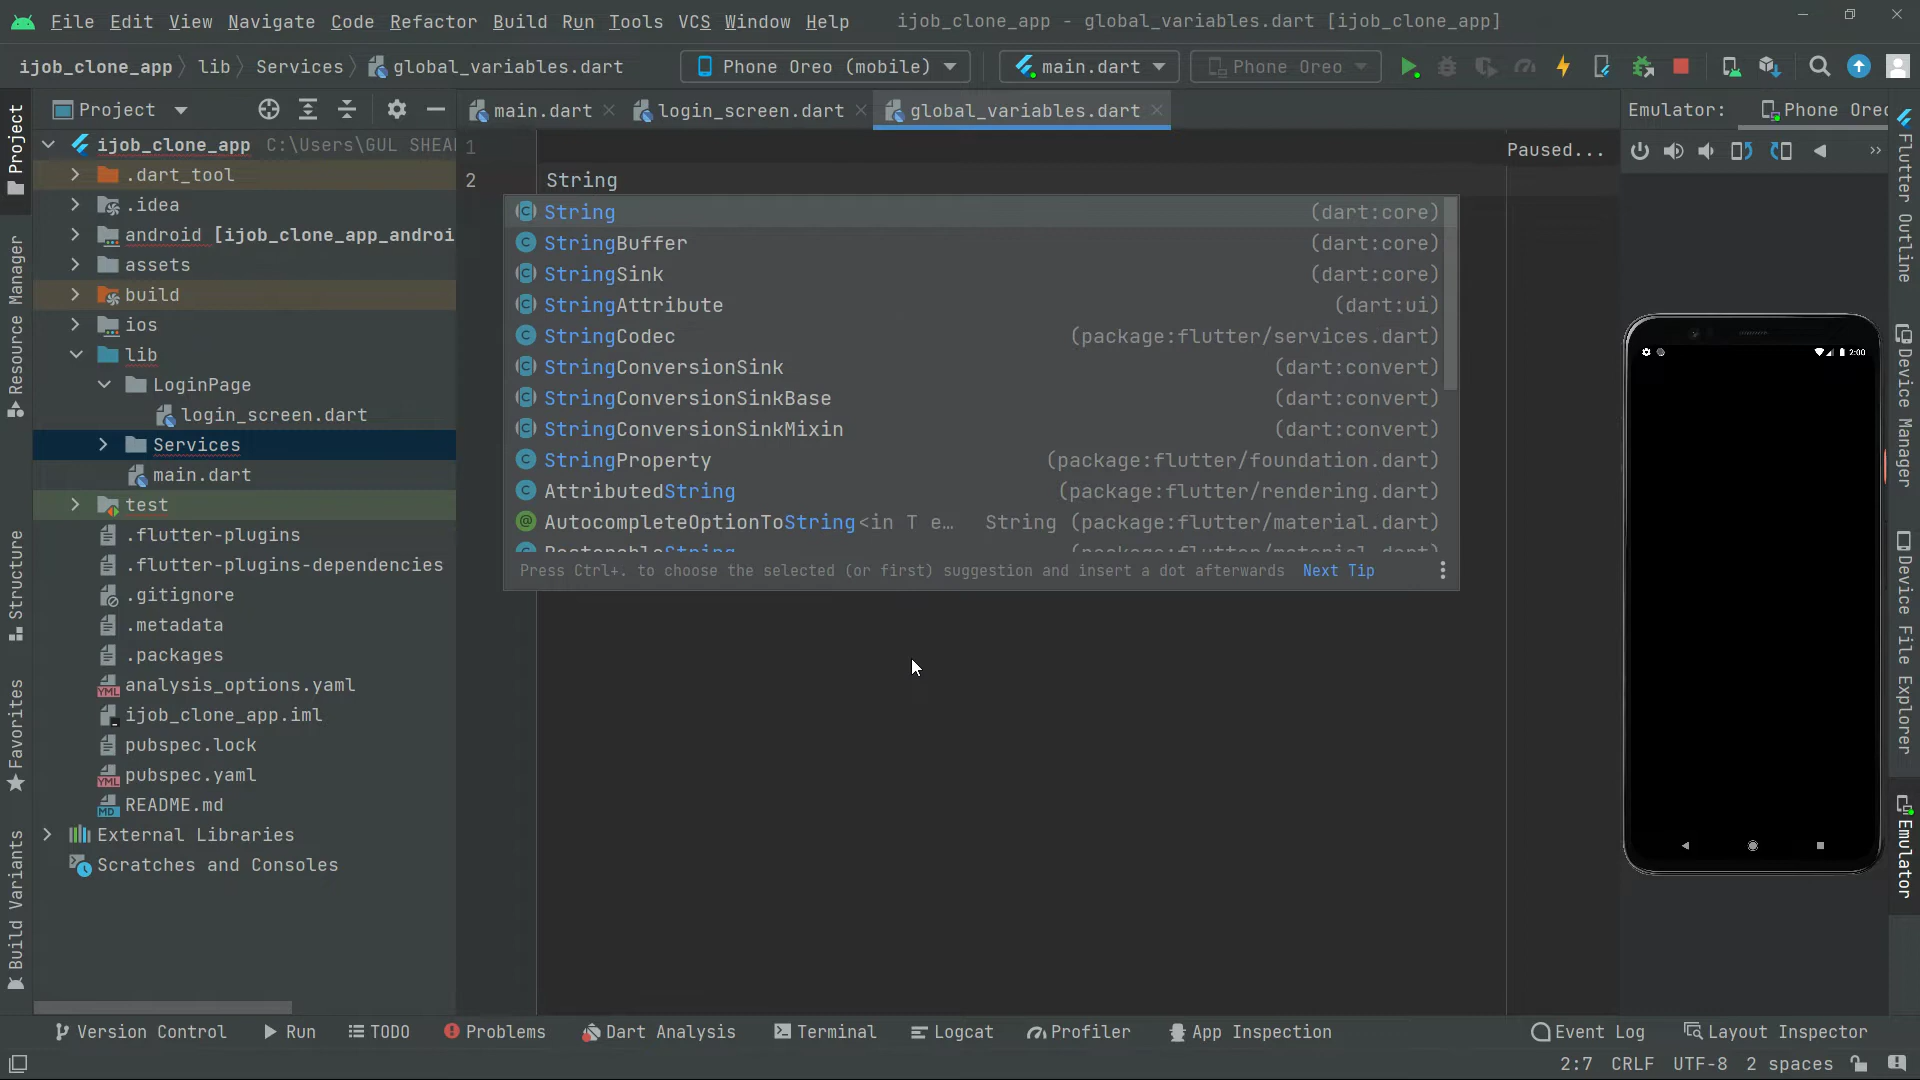 File Edit View Navigate Code Refactor Build Run Tools VCS Window Help ijob_clone_app - global_variables.dart [ijob_clone_app]
ijob_clone_app lib Services global_variables.dart Phone Oreo (mobile) main.dart Phone Oreo
Project
main.dart login_screen.dart global_variables.dart
Emulator: Phone Oreo
ijob_clone_app C:\Users\GUL SHEA
.dart_tool
.idea
android [ijob_clone_app_androi
assets
build
ios
lib
LoginPage
login_screen.dart
Services
main.dart
test
.flutter-plugins
.flutter-plugins-dependencies
.gitignore
.metadata
.packages
analysis_options.yaml
ijob_clone_app.iml
pubspec.lock
pubspec.yaml
README.md
External Libraries
Scratches and Consoles
1
Paused...
2 String
String (dart:core)
StringBuffer (dart:core)
StringSink (dart:core)
StringAttribute (dart:ui)
StringCodec (package:flutter/services.dart)
StringConversionSink (dart:convert)
StringConversionSinkBase (dart:convert)
StringConversionSinkMixin (dart:convert)
StringProperty (package:flutter/foundation.dart)
AttributedString (package:flutter/rendering.dart)
AutocompleteOptionToString<in T e… String (package:flutter/material.dart)
Press Ctrl+. to choose the selected (or first) suggestion and insert a dot afterwards Next Tip
2:00
Project
Resource Manager
Structure
Favorites
Build Variants
Flutter Outline
Device Manager
Device File Explorer
Emulator
Version Control Run TODO Problems Dart Analysis Terminal Logcat Profiler App Inspection Event Log Layout Inspector
2:7 CRLF UTF-8 2 spaces